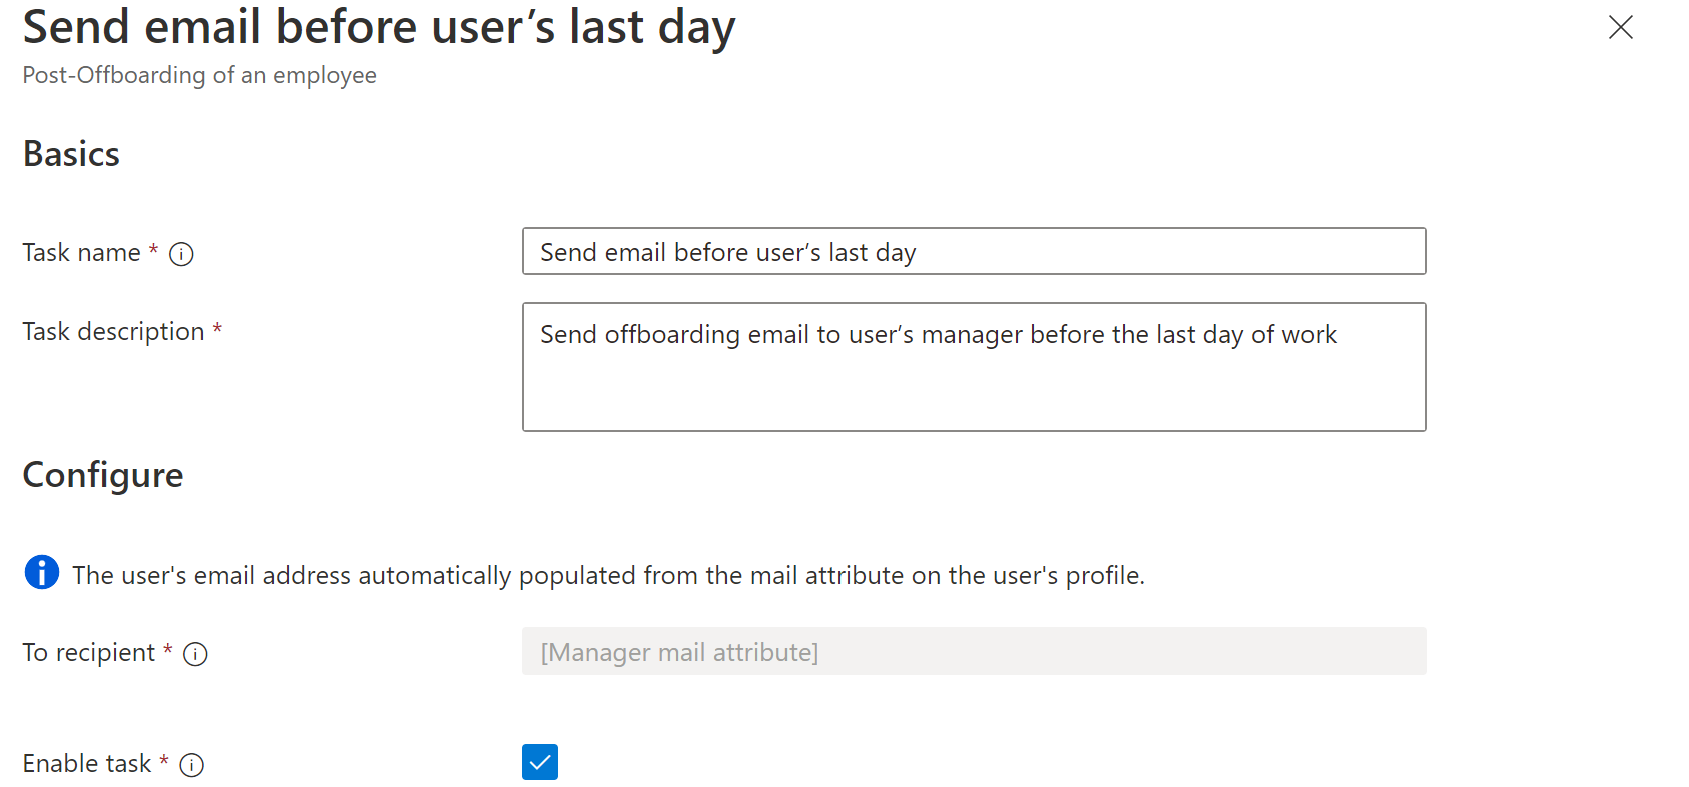 Send email before user’s last day
Post-Offboarding of an employee
Basics
Task name *
Send email before user’s last day
Task description *
Send offboarding email to user’s manager before the last day of work
Configure
The user's email address automatically populated from the mail attribute on the user's profile.
To recipient *
[Manager mail attribute]
Enable task *